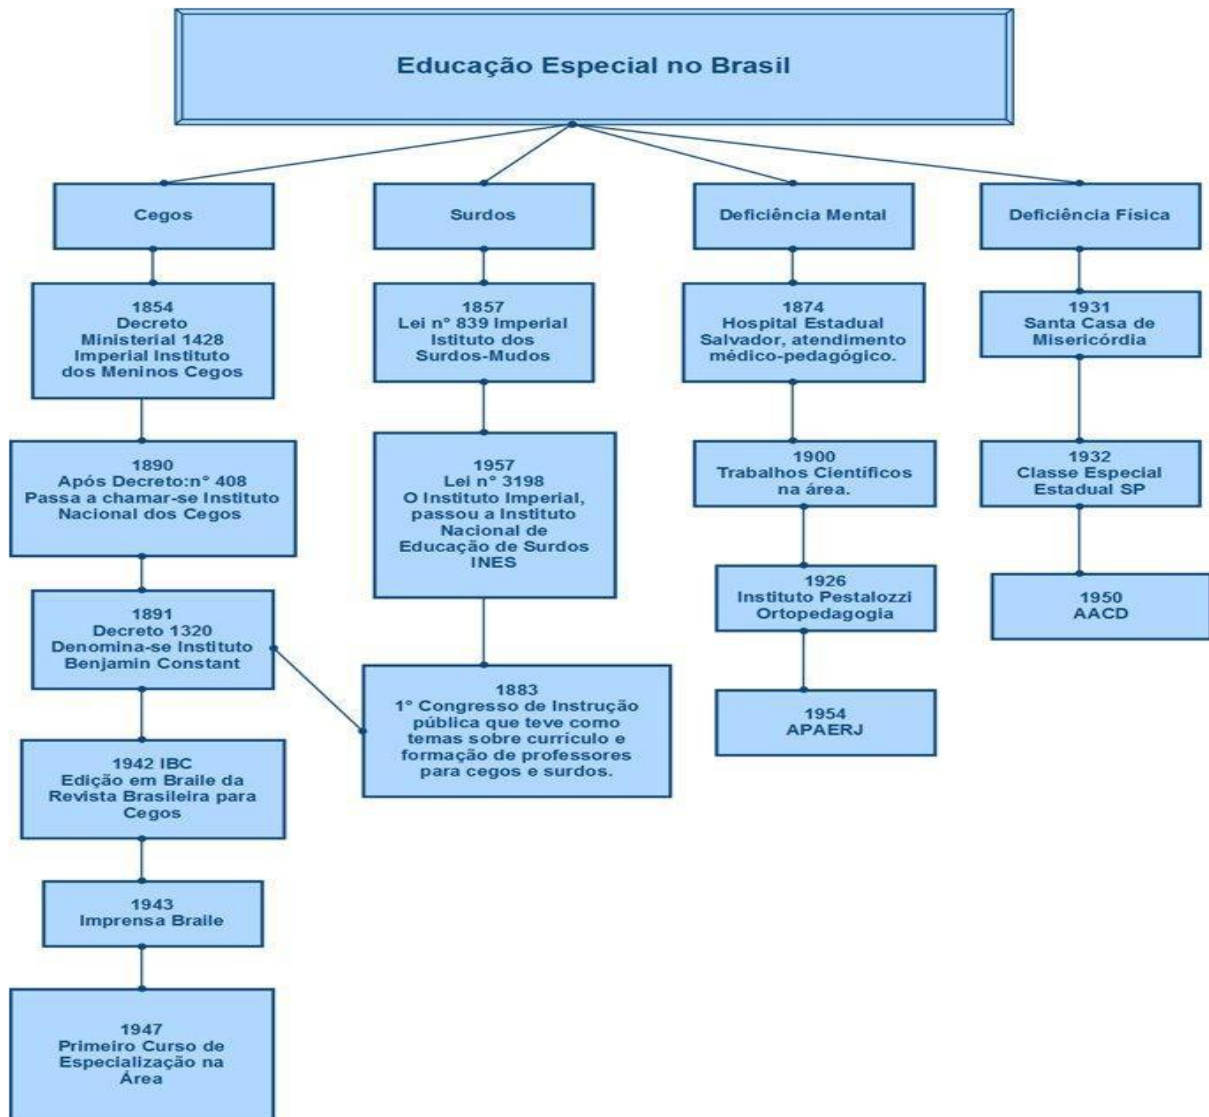 Educação Especial no Brasil
Cegos
1854
Decreto
Ministerial 1428
Imperial Instituto
dos Meninos Cegos
1890
Após Decreto:n° 408
Passa a chamar-se Instituto
Nacional dos Cegos
1891
Decreto 1320
Denomina-se Instituto
Benjamin Constant
1942 IBC
Edição em Braile da
Revista Brasileira para
Cegos
1943
Imprensa Braile
1947
Primeiro Curso de
Especialização na
Área
Surdos
1857
Lei n° 839 Imperial
Istituto dos
Surdos-Mudos
1957
Lei n° 3198
O Instituto Imperial,
passou a Instituto
Nacional de
Educação de Surdos
INES
1883
1° Congresso de Instrução
pública que teve como
temas sobre currículo e
formação de professores
para cegos e surdos.
Deficiência Mental
1874
Hospital Estadual
Salvador, atendimento
médico-pedagógico.
1900
Trabalhos Científicos
na área.
1926
Instituto Pestalozzi
Ortopedagogia
1954
APAERJ
Deficiência Física
1931
Santa Casa de
Misericórdia
1932
Classe Especial
Estadual SP
1950
AACD